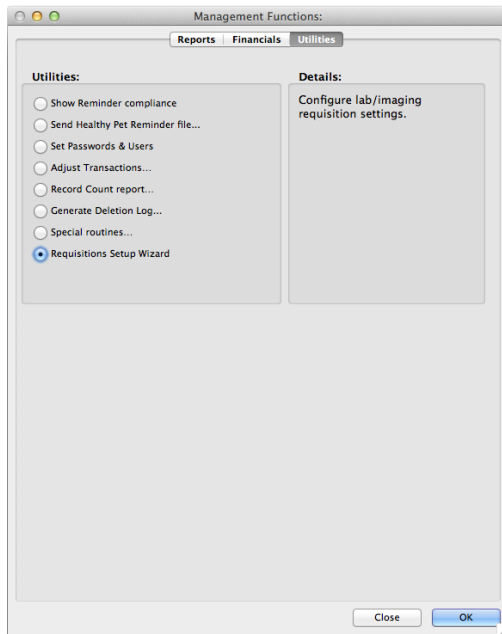 Management Functions:
Reports Financials Utilities
Utilities:
Show Reminder compliance
Send Healthy Pet Reminder file...
Set Passwords & Users
Adjust Transactions...
Record Count report...
Generate Deletion Log...
Special routines...
Requisitions Setup Wizard
Details:
Configure lab/imaging
requisition settings.
Close OK